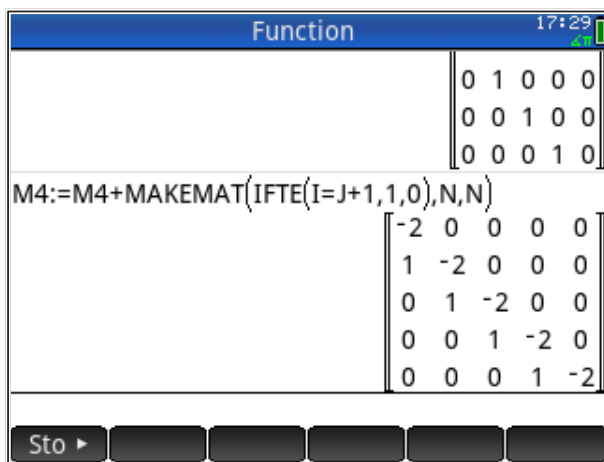 Function
17:29
∡π
0 1 0 0 0
0 0 1 0 0
0 0 0 1 0
M4:=M4+MAKEMAT(IFTE(I=J+1,1,0),N,N)
-2 0 0 0 0
1 -2 0 0 0
0 1 -2 0 0
0 0 1 -2 0
0 0 0 1 -2
Sto ►